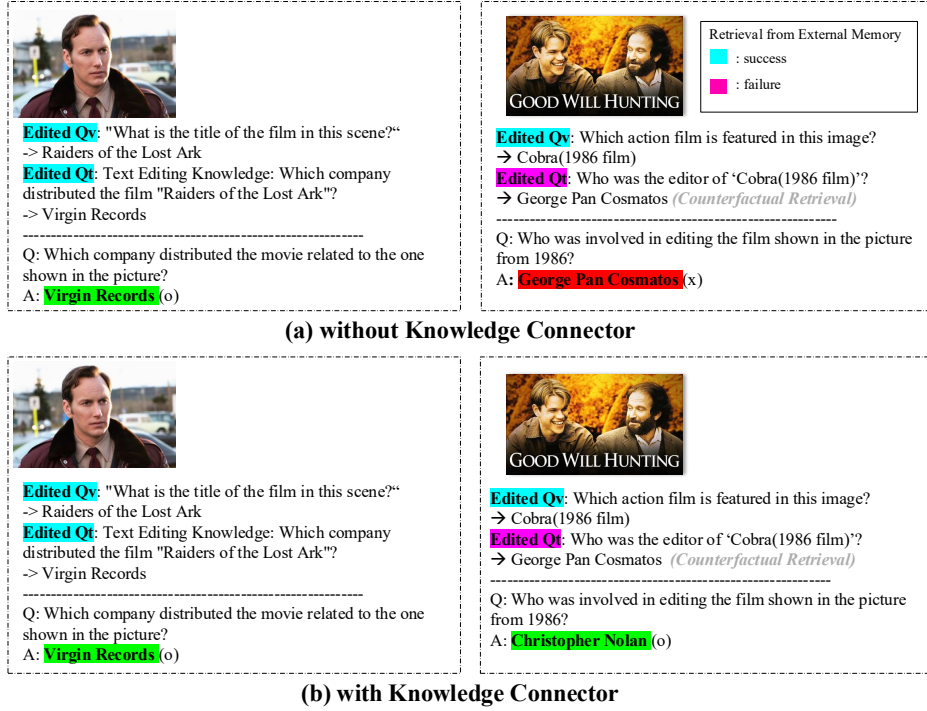 Edited Qv: "What is the title of the film in this scene?“
-> Raiders of the Lost Ark
Edited Qt: Text Editing Knowledge: Which company
distributed the film "Raiders of the Lost Ark"?
-> Virgin Records
Q: Which company distributed the movie related to the one
shown in the picture?
A: Virgin Records (o)
GOOD WILL HUNTING
Retrieval from External Memory
: success
: failure
Edited Qv: Which action film is featured in this image?
→ Cobra(1986 film)
Edited Qt: Who was the editor of ‘Cobra(1986 film)’?
→ George Pan Cosmatos (Counterfactual Retrieval)
Q: Who was involved in editing the film shown in the picture
from 1986?
A: George Pan Cosmatos (x)
(a) without Knowledge Connector
Edited Qv: "What is the title of the film in this scene?“
-> Raiders of the Lost Ark
Edited Qt: Text Editing Knowledge: Which company
distributed the film "Raiders of the Lost Ark"?
-> Virgin Records
Q: Which company distributed the movie related to the one
shown in the picture?
A: Virgin Records (o)
GOOD WILL HUNTING
Edited Qv: Which action film is featured in this image?
→ Cobra(1986 film)
Edited Qt: Who was the editor of ‘Cobra(1986 film)’?
→ George Pan Cosmatos (Counterfactual Retrieval)
Q: Who was involved in editing the film shown in the picture
from 1986?
A: Christopher Nolan (o)
(b) with Knowledge Connector